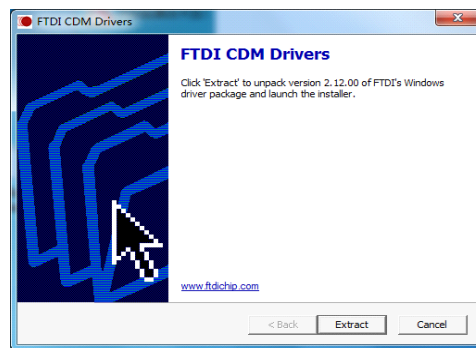 FTDI CDM Drivers
FTDI CDM Drivers
Click 'Extract' to unpack version 2.12.00 of FTDI's Windows
driver package and launch the installer.
www.ftdichip.com
< Back
Extract
Cancel